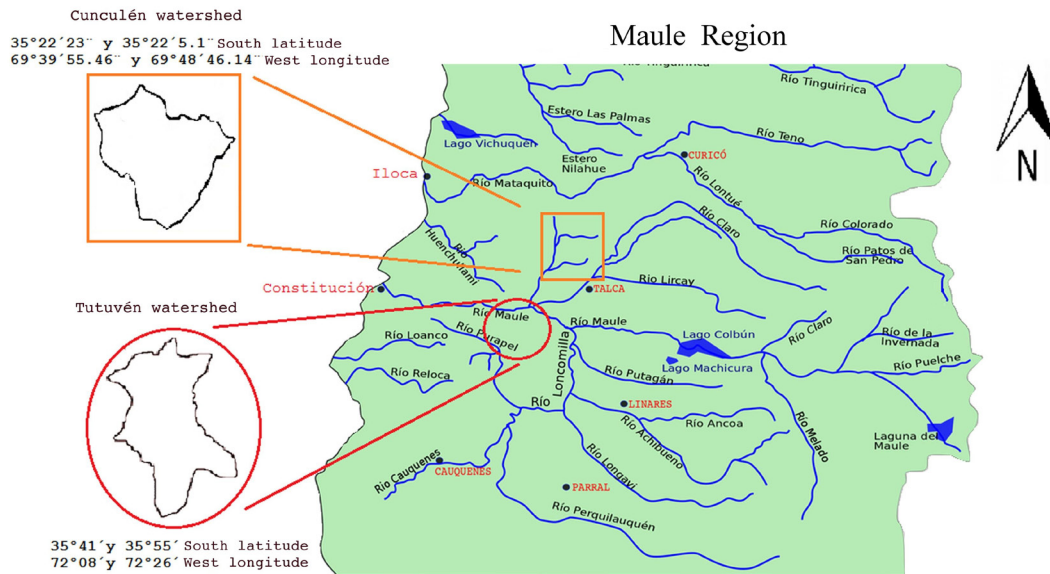 Cunculén watershed
35°22´23¨ y 35°22´5.1¨South latitude
69°39´55.46¨ y 69°48´46.14¨West longitude
Maule Region
Río Tinguiririca
Río Tinguiririca
Estero Las Palmas
Río Teno
Lago Vichuquén
Estero
Nilahue
CURICÓ
Iloca
Río Mataquito
Río Lontué
Río Claro
Río Colorado
Río Patos de
San Pedro
Río
Huenchullami
N
Constitución
TALCA
Río Lircay
Tutuvén watershed
Río Maule
Río Maule
Río Purapel
Río Loanco
Lago Colbún
Río Claro
Río de la
Invernada
Lago Machicura
Río Puelche
Río Reloca
Río Putagán
Río
Loncomilla
LINARES
Río Ancoa
Río Achibueno
Río Melado
Laguna del
Maule
Río Cauquenes
CAUQUENES
Río Longaví
PARRAL
Río Perquilauquén
35°41´y 35°55´ South latitude
72°08´y 72°26´ West longitude